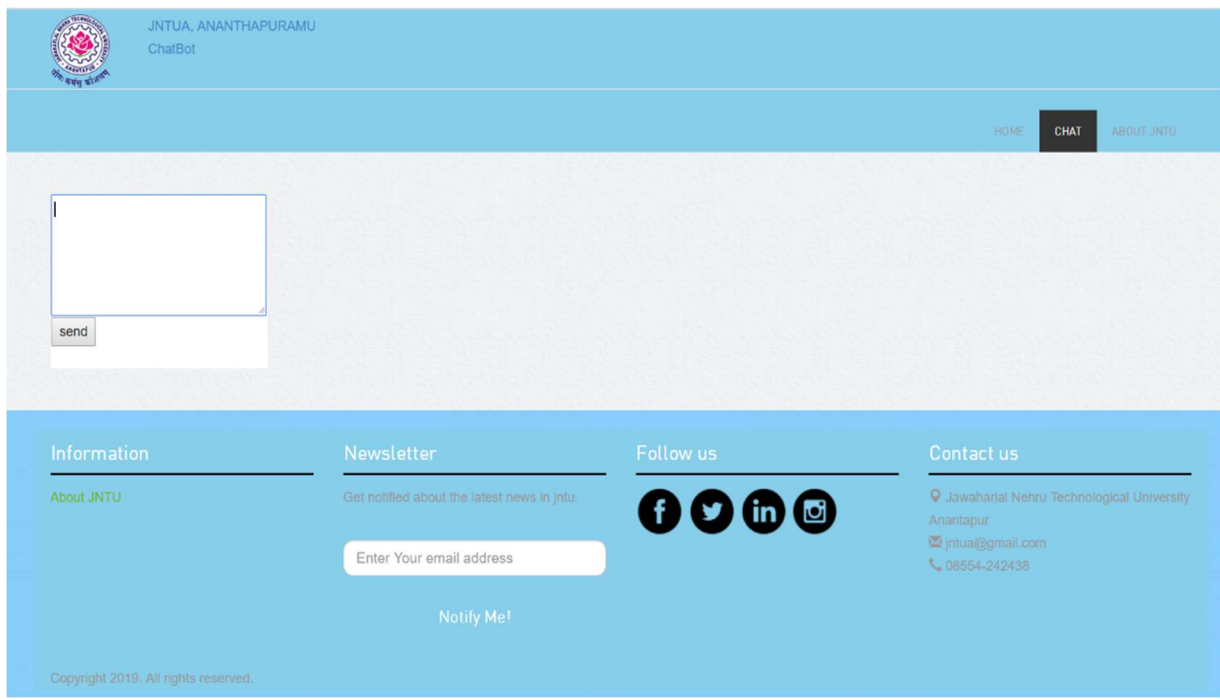 JNTUA, ANANTHAPURAMU
ChatBot
HOME
CHAT
ABOUT JNTU
send
Information
About JNTU
Newsletter
Get notified about the latest news in jntu.
Enter Your email address
Notify Me!
Follow us
Contact us
Jawaharlal Nehru Technological University
Anantapur
jntua@gmail.com
08554-242438
Copyright 2019. All rights reserved.